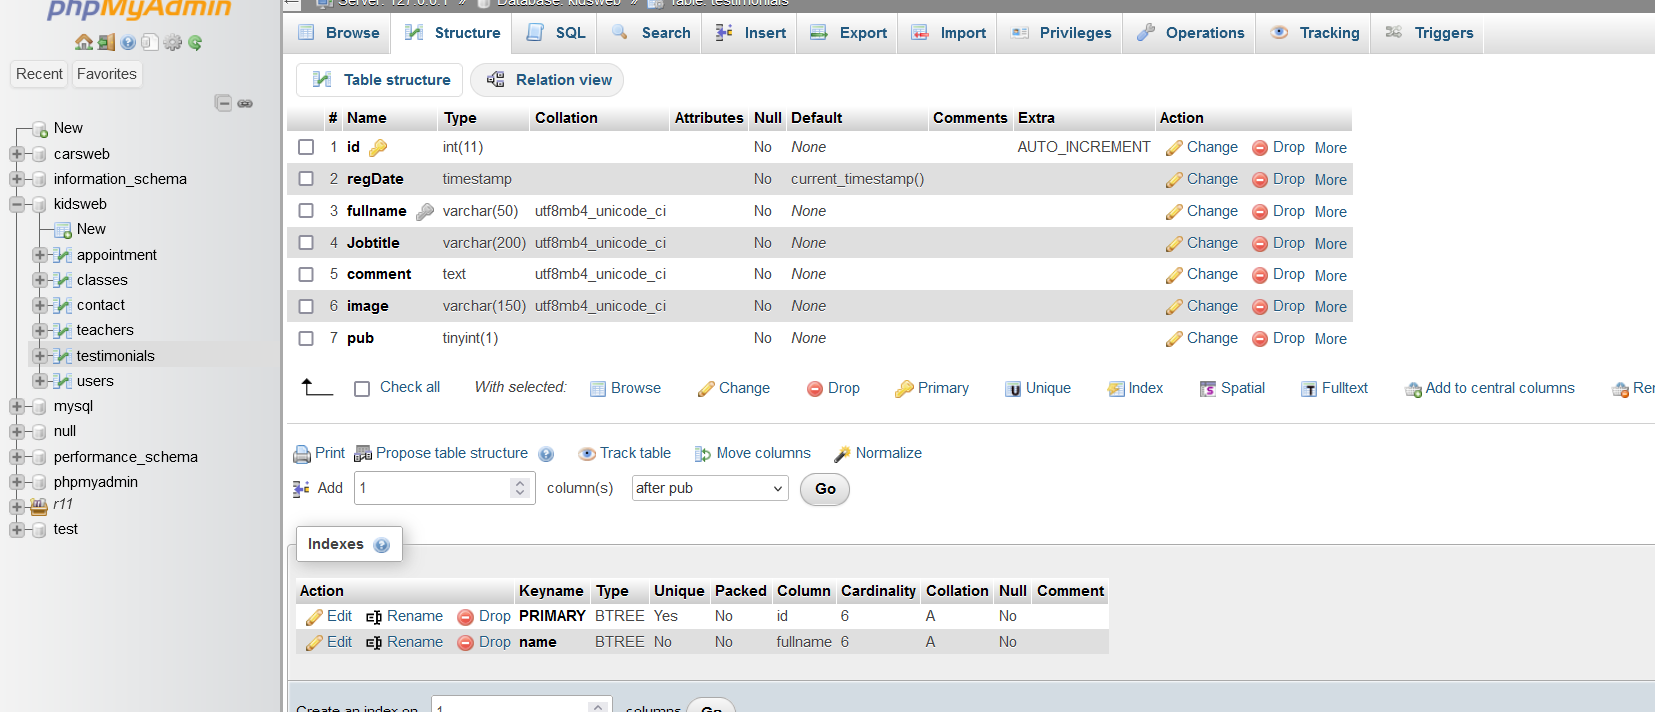 phpMyAdmin
Server: 127.0.0.1 » Database: kidsweb » Table: testimonials
Recent Favorites
New
carsweb
information_schema
kidsweb
New
appointment
classes
contact
teachers
testimonials
users
mysql
null
performance_schema
phpmyadmin
r11
test
Browse Structure SQL Search Insert Export Import Privileges Operations Tracking Triggers
Table structure Relation view
# Name Type Collation Attributes Null Default Comments Extra Action
1 id int(11) No None AUTO_INCREMENT Change Drop More
2 regDate timestamp No current_timestamp() Change Drop More
3 fullname varchar(50) utf8mb4_unicode_ci No None Change Drop More
4 Jobtitle varchar(200) utf8mb4_unicode_ci No None Change Drop More
5 comment text utf8mb4_unicode_ci No None Change Drop More
6 image varchar(150) utf8mb4_unicode_ci No None Change Drop More
7 pub tinyint(1) No None Change Drop More
Check all With selected: Browse Change Drop Primary U Unique Index S Spatial T Fulltext Add to central columns
Print Propose table structure Track table Move columns Normalize
Add 1 column(s) after pub Go
Indexes
Action Keyname Type Unique Packed Column Cardinality Collation Null Comment
Edit Rename Drop PRIMARY BTREE Yes No id 6 A No
Edit Rename Drop name BTREE No No fullname 6 A No
Create an index on 1 columns Go